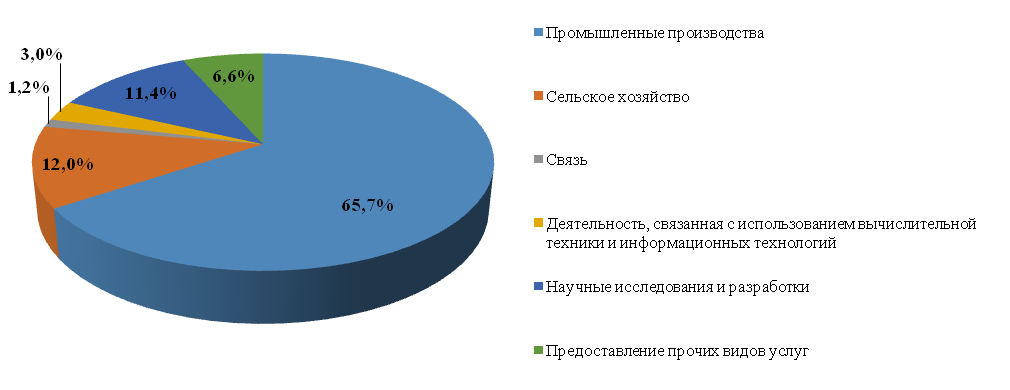 3,0%
1,2%
11,4%
6,6%
12,0%
65,7%
Промышленные производства
Сельское хозяйство
Связь
Деятельность, связанная с использованием вычислительной
техники и информационных технологий
Научные исследования и разработки
Предоставление прочих видов услуг